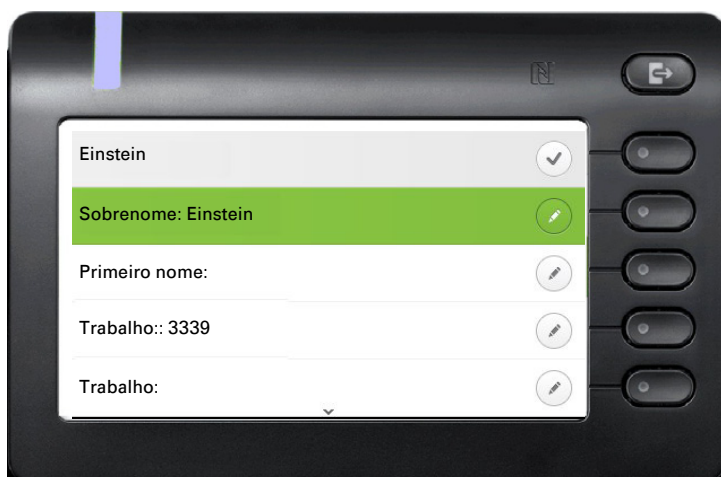 Einstein
Sobrenome: Einstein
Primeiro nome:
Trabalho:: 3339
Trabalho: